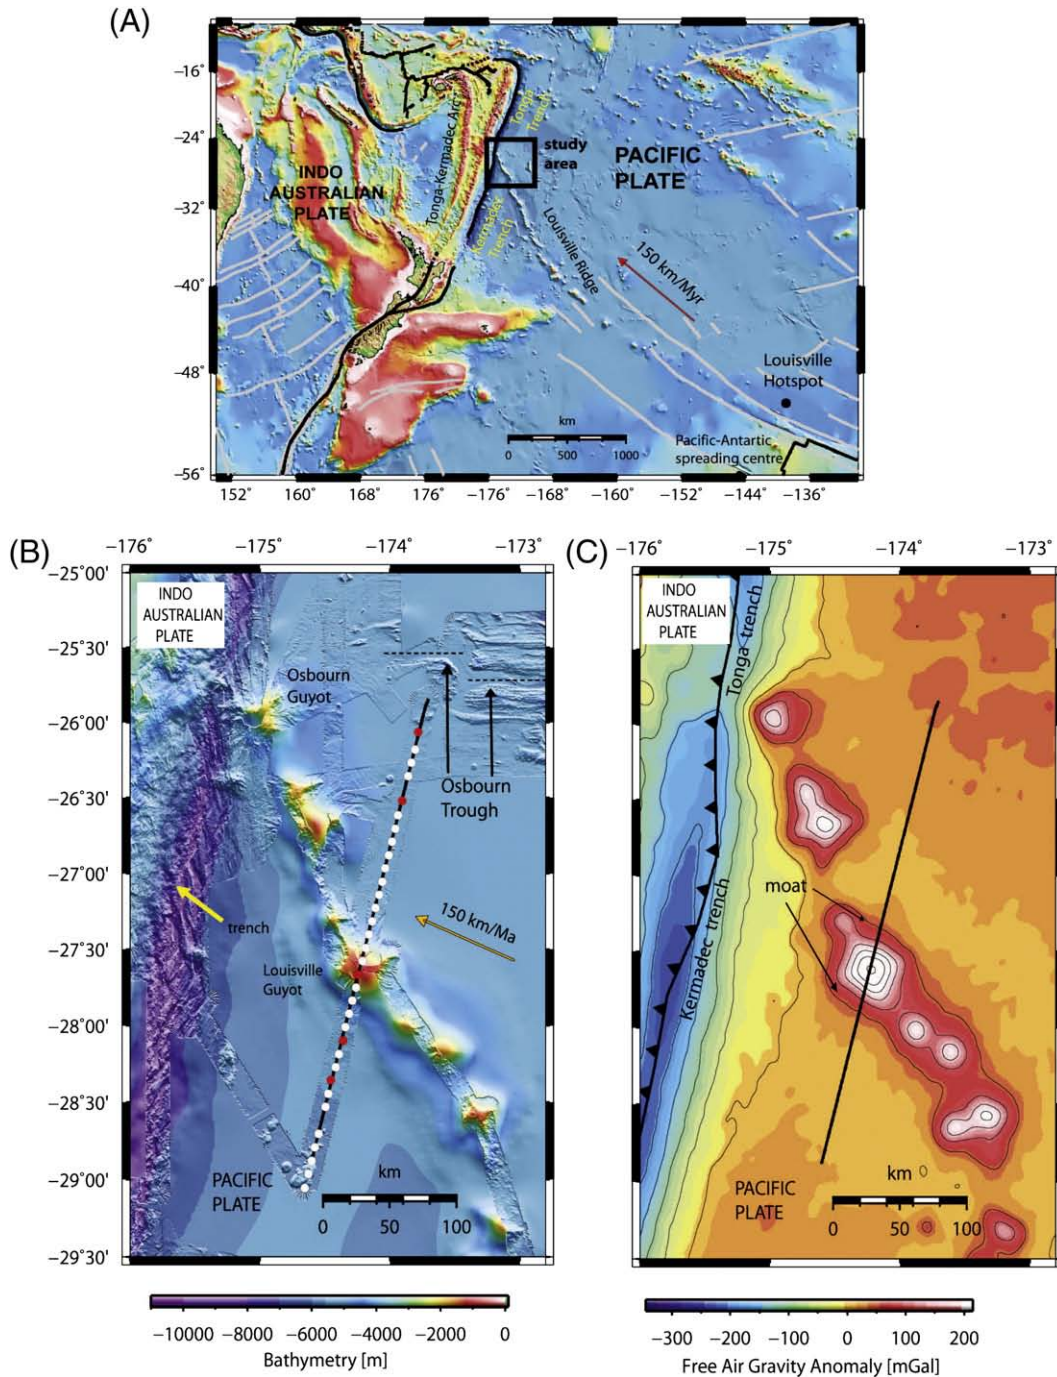 (A)
−16°
−24°
−32°
−40°
−48°
−56°
152°
160°
168°
176°
−176°
−168°
−160°
−152°
−144°
−136°
INDO
AUSTRALIAN
PLATE
Tonga-Kermadec Arc
Tonga
Trench
Kermadec
Trench
study
area
PACIFIC
PLATE
Louisville Ridge
150 km/Myr
Louisville
Hotspot
km
0
500
1000
Pacific-Antartic
spreading centre
(B)
−176°
−175°
−174°
−173°
−25°00'
−25°30'
−26°00'
−26°30'
−27°00'
−27°30'
−28°00'
−28°30'
−29°00'
−29°30'
INDO
AUSTRALIAN
PLATE
Osbourn
Guyot
Osbourn
Trough
trench
150 km/Ma
Louisville
Guyot
PACIFIC
PLATE
km
0
50
100
−10000
−8000
−6000
−4000
−2000
0
Bathymetry [m]
(C)
−176°
−175°
−174°
−173°
INDO
AUSTRALIAN
PLATE
Tonga trench
Kermadec trench
moat
PACIFIC
PLATE
km
0
50
100
−300
−200
−100
0
100
200
Free Air Gravity Anomaly [mGal]